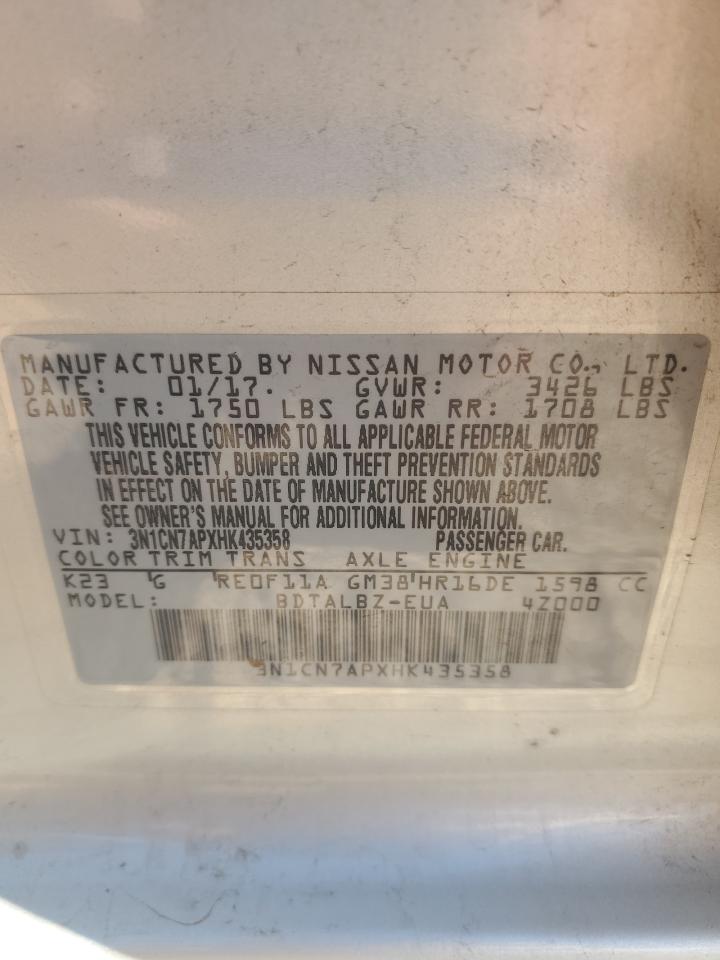 MANUFACTURED BY NISSAN MOTOR CO., LTD.
DATE: 01/17. GVWR: 3426 LBS
GAWR FR: 1750 LBS GAWR RR: 1708 LBS
THIS VEHICLE CONFORMS TO ALL APPLICABLE FEDERAL MOTOR
VEHICLE SAFETY, BUMPER AND THEFT PREVENTION STANDARDS
IN EFFECT ON THE DATE OF MANUFACTURE SHOWN ABOVE.
SEE OWNER'S MANUAL FOR ADDITIONAL INFORMATION.
VIN: 3N1CN7APXHK435358 PASSENGER CAR.
COLOR TRIM TRANS AXLE ENGINE
K23 G RE0F11A GM38 HR16DE 1598 CC
MODEL: BDTALBZ-EUA 4Z000
3N1CN7APXHK435358